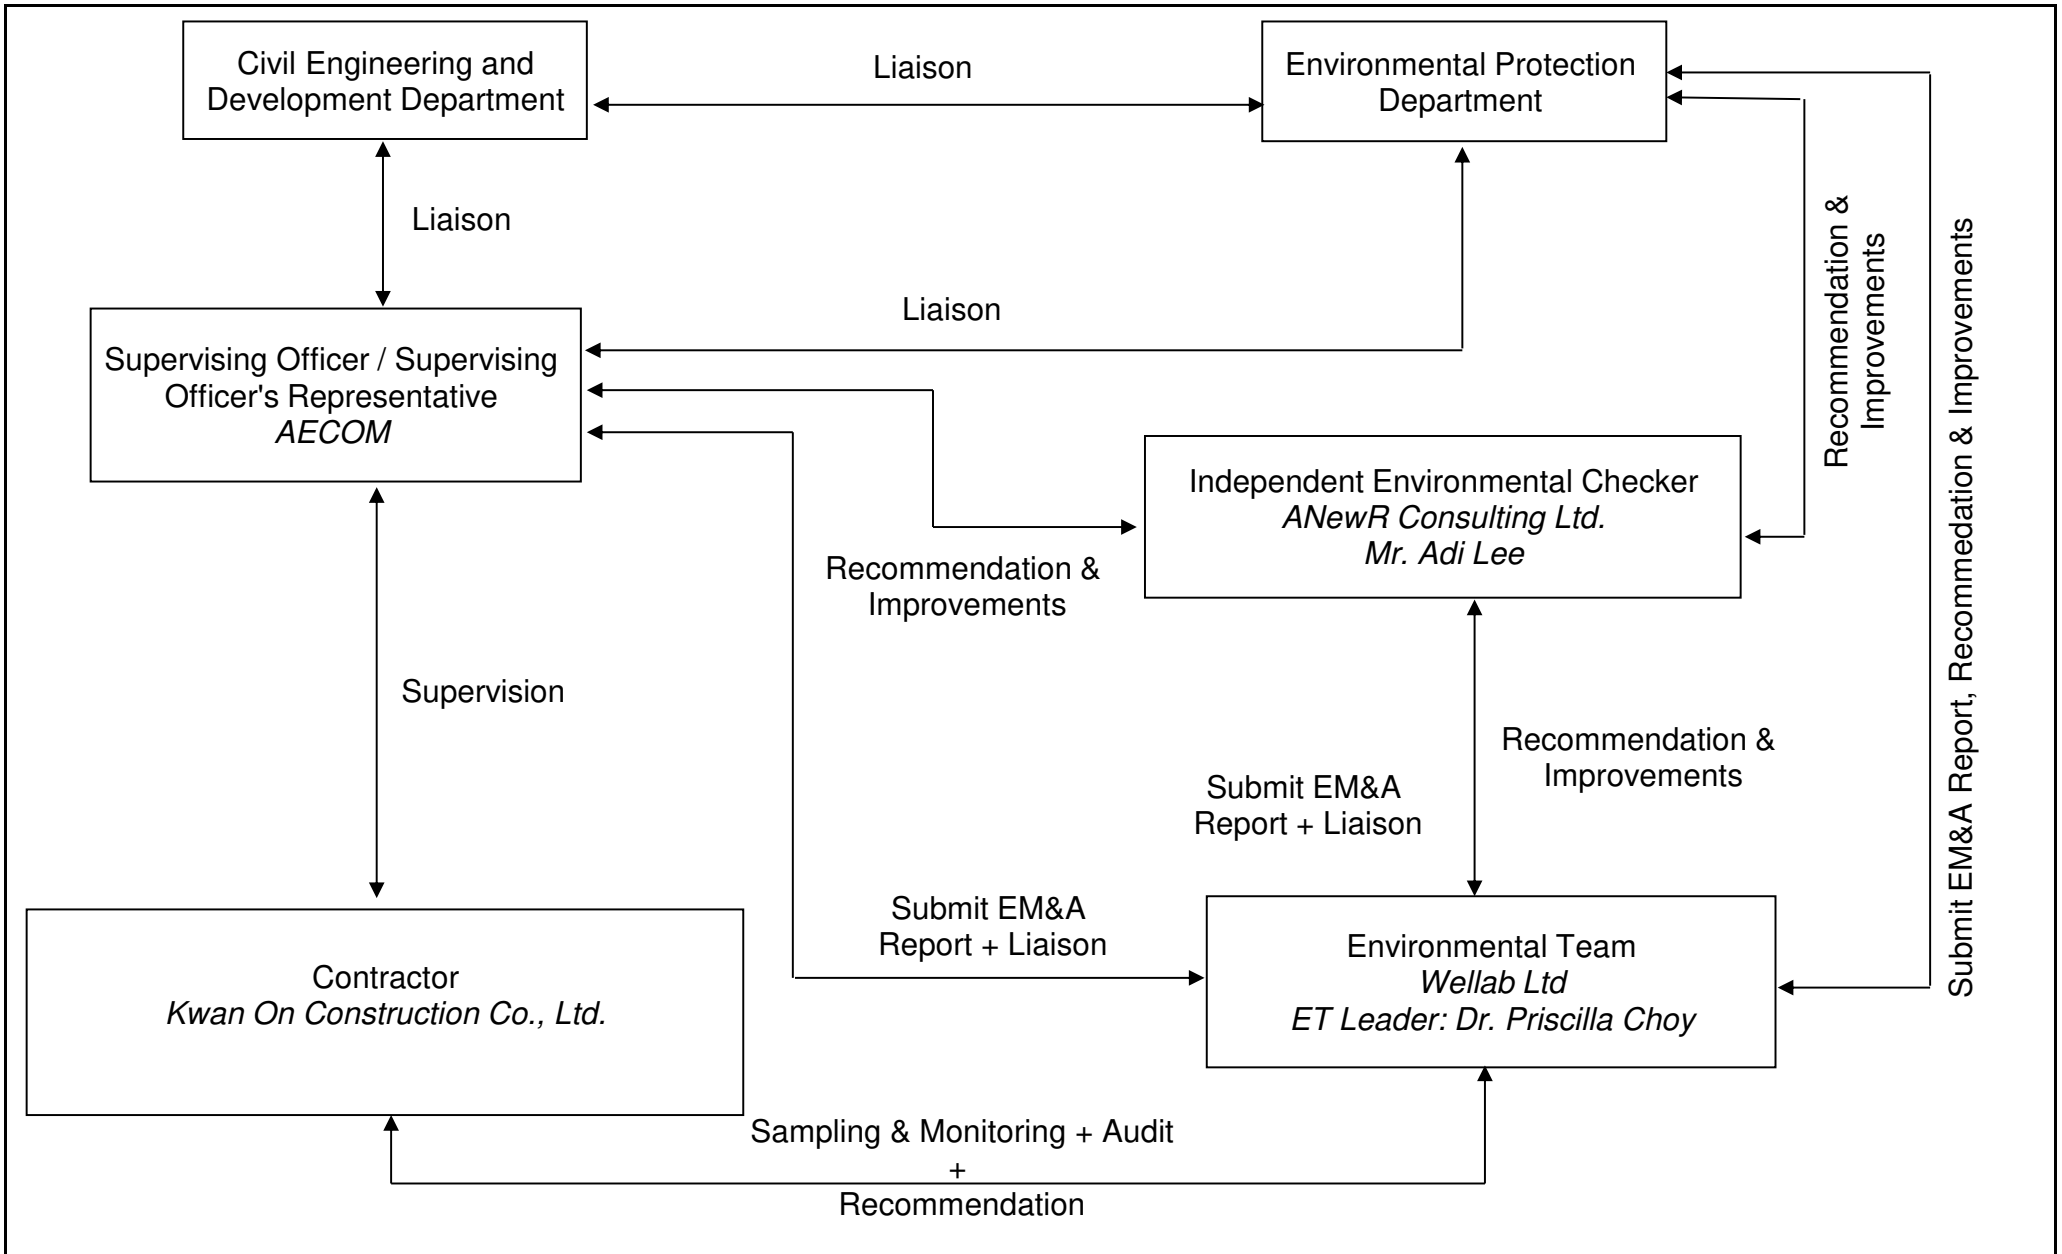 Civil Engineering and
Development Department
Liaison
Environmental Protection
Department
Liaison
Liaison
Supervising Officer / Supervising
Officer's Representative
AECOM
Recommendation &
Improvements
Submit EM&A Report, Recommedation & Improvements
Independent Environmental Checker
ANewR Consulting Ltd.
Mr. Adi Lee
Recommendation &
Improvements
Supervision
Recommendation &
Improvements
Submit EM&A
Report + Liaison
Submit EM&A
Report + Liaison
Environmental Team
Wellab Ltd
ET Leader: Dr. Priscilla Choy
Contractor
Kwan On Construction Co., Ltd.
Sampling & Monitoring + Audit
+
Recommendation